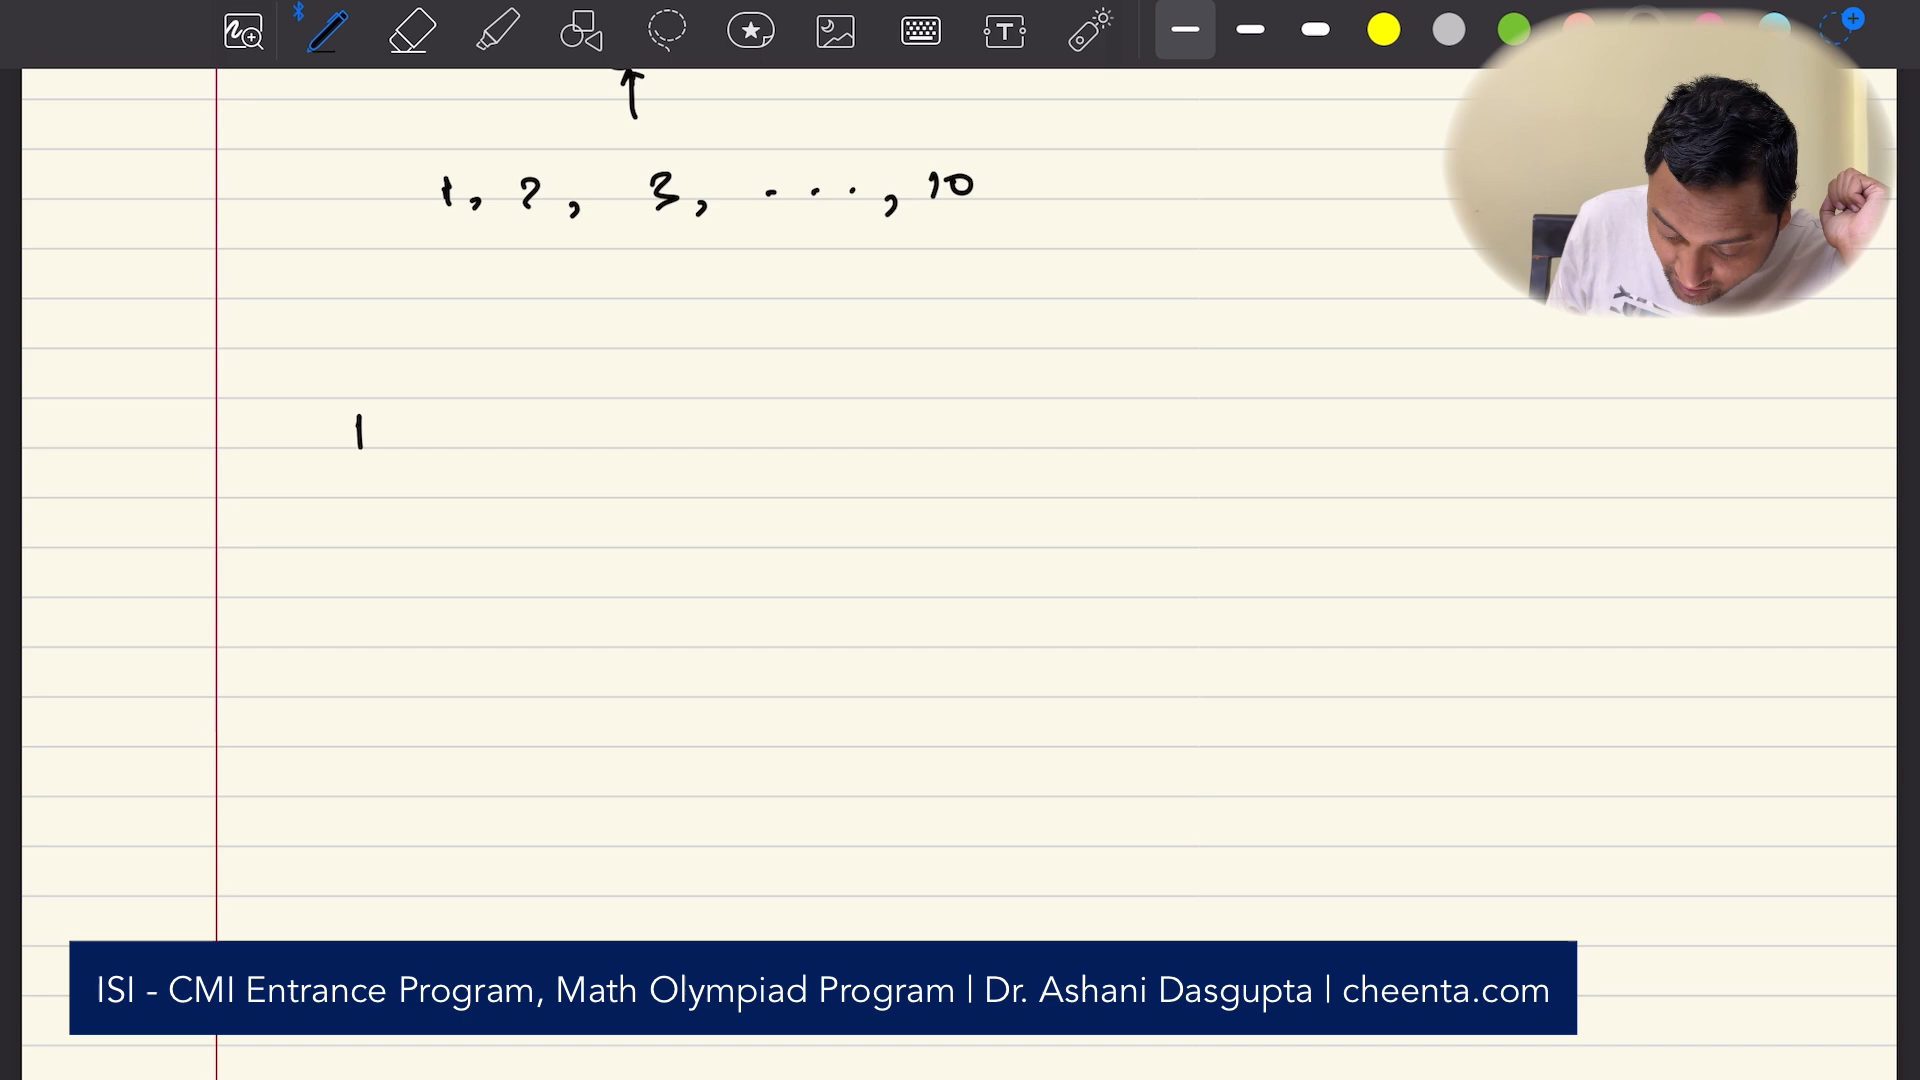 1, 2, 3, ..., 10
1
ISI - CMI Entrance Program, Math Olympiad Program | Dr. Ashani Dasgupta | cheenta.com